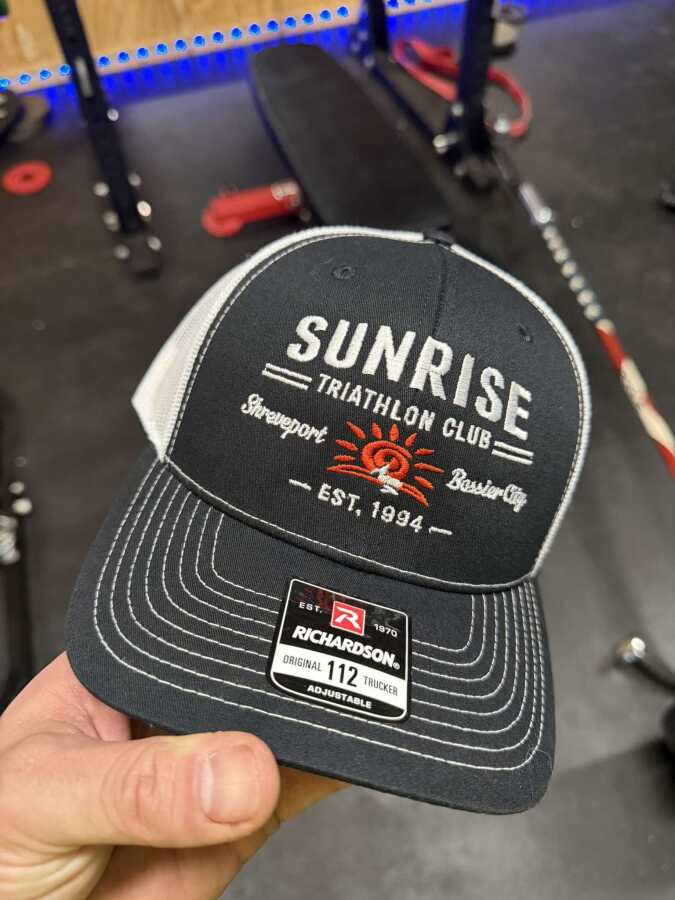 SUNRISE
TRIATHLON CLUB
Shreveport
Bossier City
— EST, 1994 —
EST. R 1970
RICHARDSON®
ORIGINAL 112 TRUCKER
ADJUSTABLE